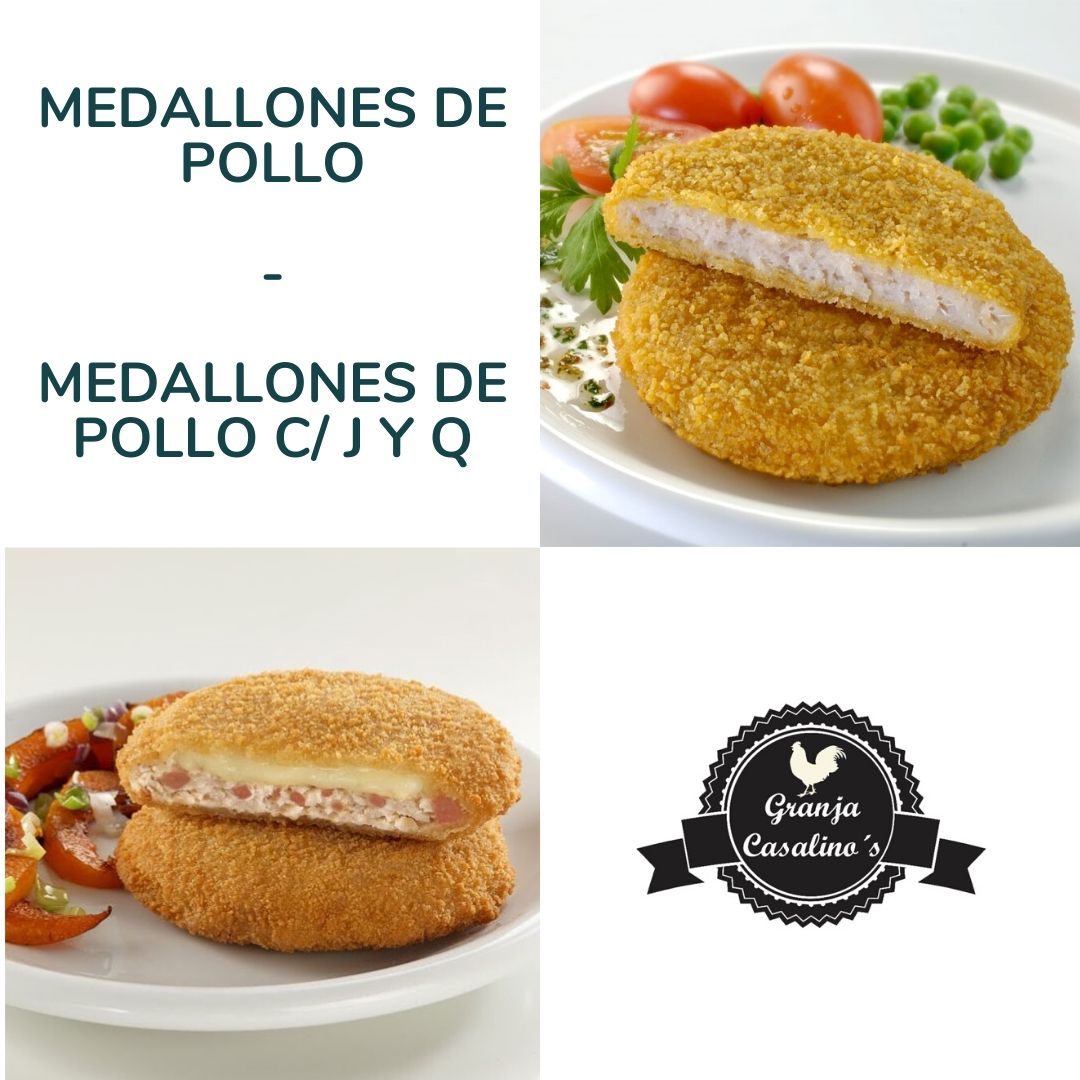 MEDALLONES DE
POLLO
-
MEDALLONES DE
POLLO C/ J Y Q
Granja
Casalino´s